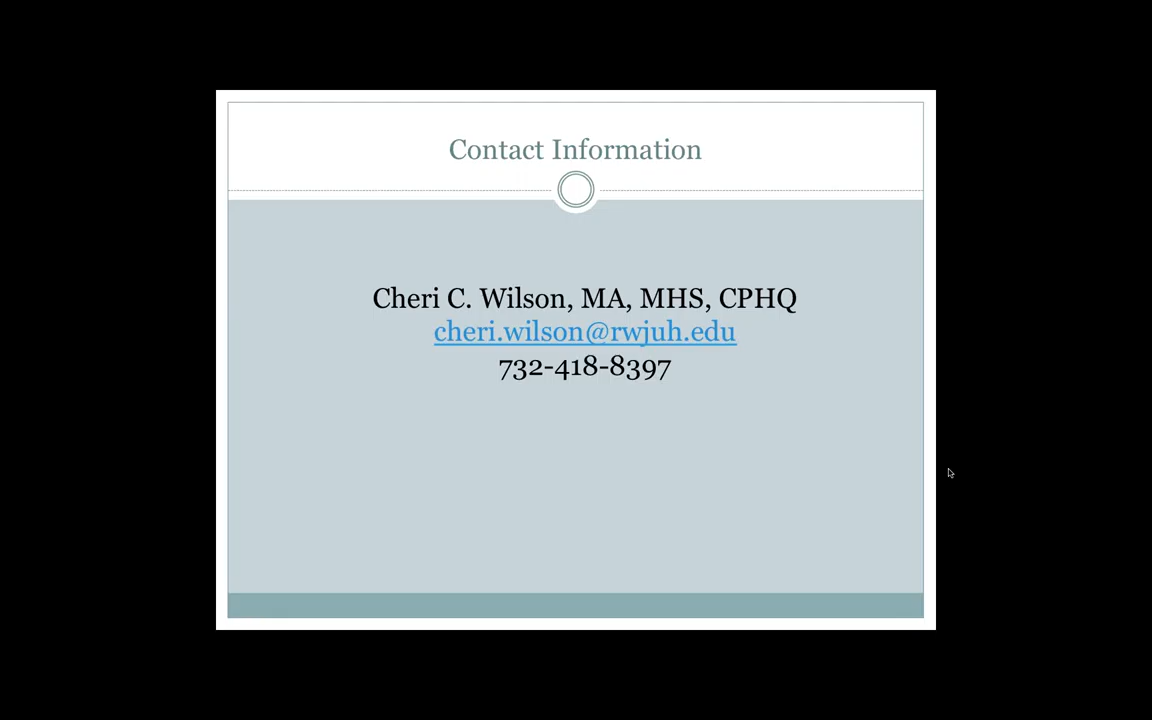 Contact Information
Cheri C. Wilson, MA, MHS, CPHQ
cheri.wilson@rwjuh.edu
732-418-8397